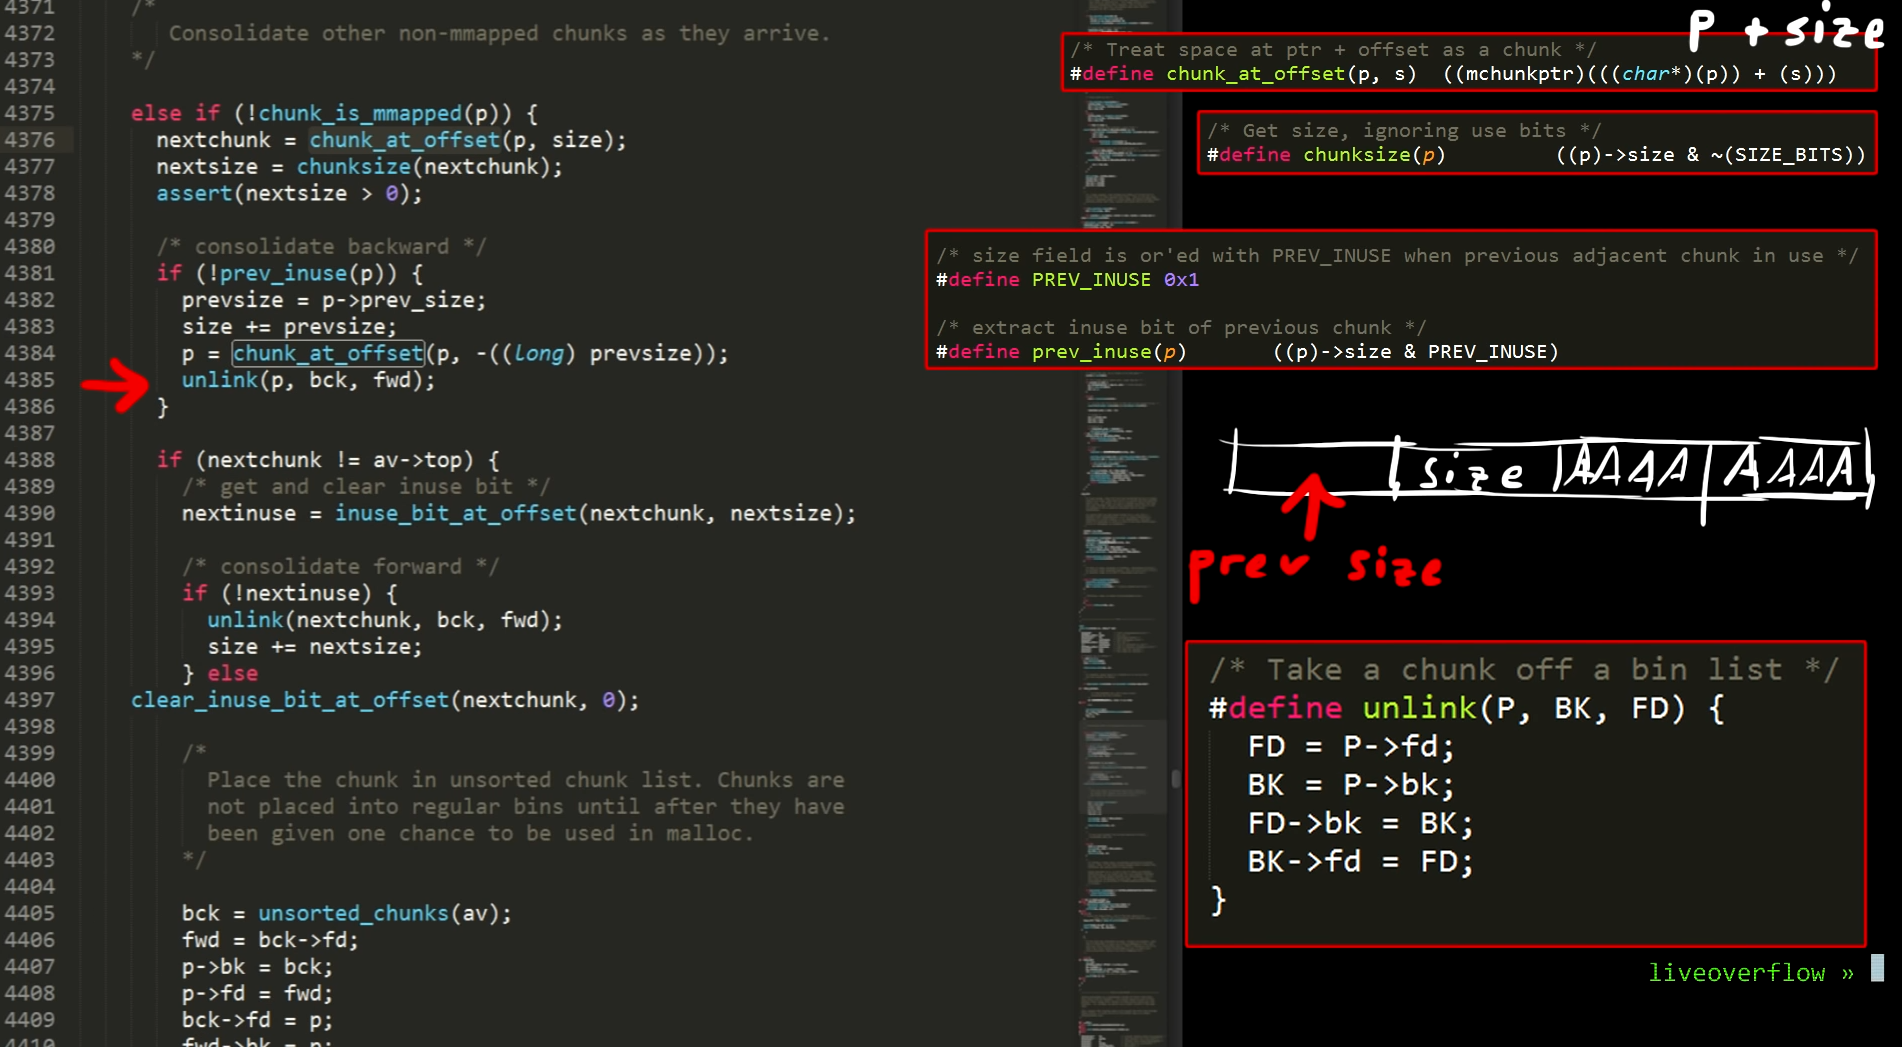 4371 /*
4372 Consolidate other non-mmapped chunks as they arrive.
4373 */
4374
4375 else if (!chunk_is_mmapped(p)) {
4376 nextchunk = chunk_at_offset(p, size);
4377 nextsize = chunksize(nextchunk);
4378 assert(nextsize > 0);
4379
4380 /* consolidate backward */
4381 if (!prev_inuse(p)) {
4382 prevsize = p->prev_size;
4383 size += prevsize;
4384 p = chunk_at_offset(p, -((long) prevsize));
4385 unlink(p, bck, fwd);
4386 }
4387
4388 if (nextchunk != av->top) {
4389 /* get and clear inuse bit */
4390 nextinuse = inuse_bit_at_offset(nextchunk, nextsize);
4391
4392 /* consolidate forward */
4393 if (!nextinuse) {
4394 unlink(nextchunk, bck, fwd);
4395 size += nextsize;
4396 } else
4397 clear_inuse_bit_at_offset(nextchunk, 0);
4398
4399 /*
4400 Place the chunk in unsorted chunk list. Chunks are
4401 not placed into regular bins until after they have
4402 been given one chance to be used in malloc.
4403 */
4404
4405 bck = unsorted_chunks(av);
4406 fwd = bck->fd;
4407 p->bk = bck;
4408 p->fd = fwd;
4409 bck->fd = p;
4410 fwd->bk = p;
p + size
/* Treat space at ptr + offset as a chunk */
#define chunk_at_offset(p, s) ((mchunkptr)(((char*)(p)) + (s)))
/* Get size, ignoring use bits */
#define chunksize(p) ((p)->size & ~(SIZE_BITS))
/* size field is or'ed with PREV_INUSE when previous adjacent chunk in use */
#define PREV_INUSE 0x1
/* extract inuse bit of previous chunk */
#define prev_inuse(p) ((p)->size & PREV_INUSE)
size AAAA AAAA
prev size
/* Take a chunk off a bin list */
#define unlink(P, BK, FD) {
FD = P->fd;
BK = P->bk;
FD->bk = BK;
BK->fd = FD;
}
liveoverflow »